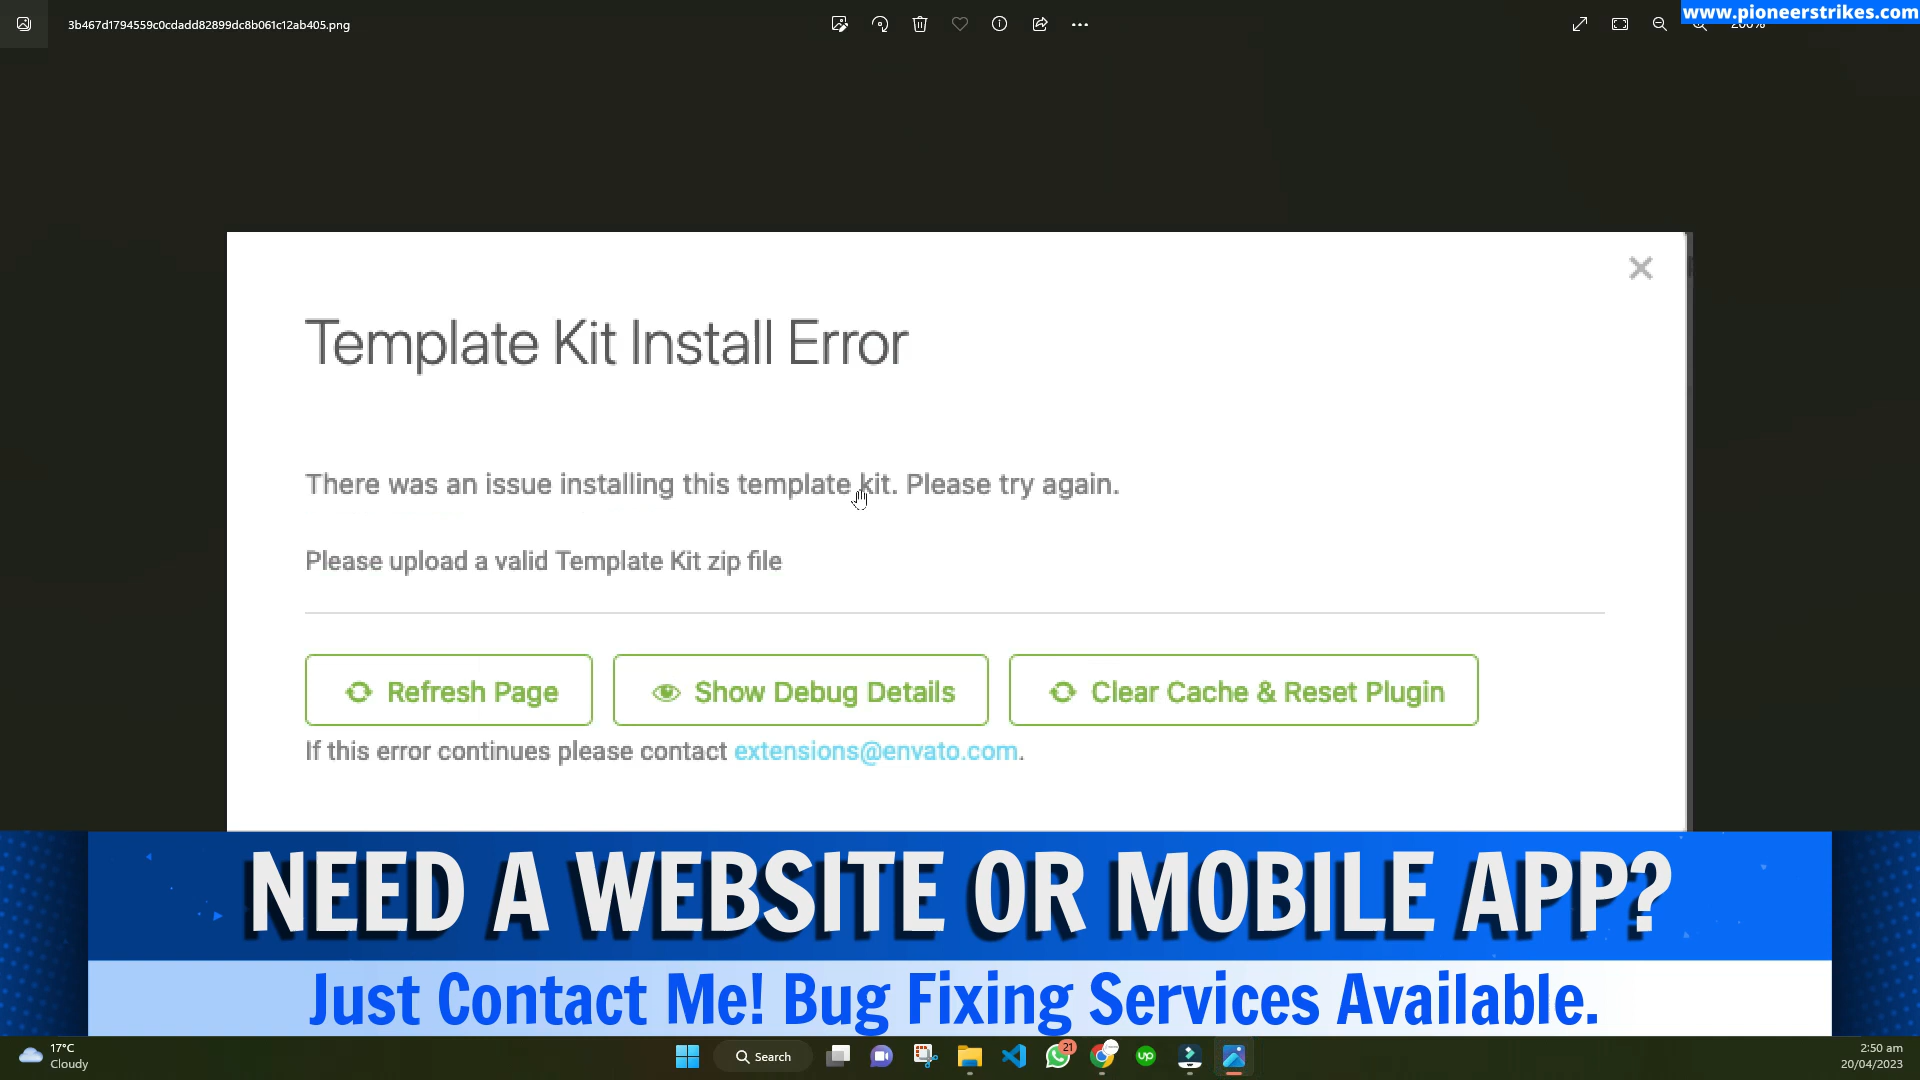 3b467d1794559c0cdadd82899dc8b061c12ab405.png
www.pioneerstrikes.com
Template Kit Install Error
There was an issue installing this template kit. Please try again.
Please upload a valid Template Kit zip file
Refresh Page
Show Debug Details
Clear Cache & Reset Plugin
If this error continues please contact extensions@envato.com.
NEED A WEBSITE OR MOBILE APP?
Just Contact Me! Bug Fixing Services Available.
17°C
Cloudy
Search
21
up
2:50 am
20/04/2023